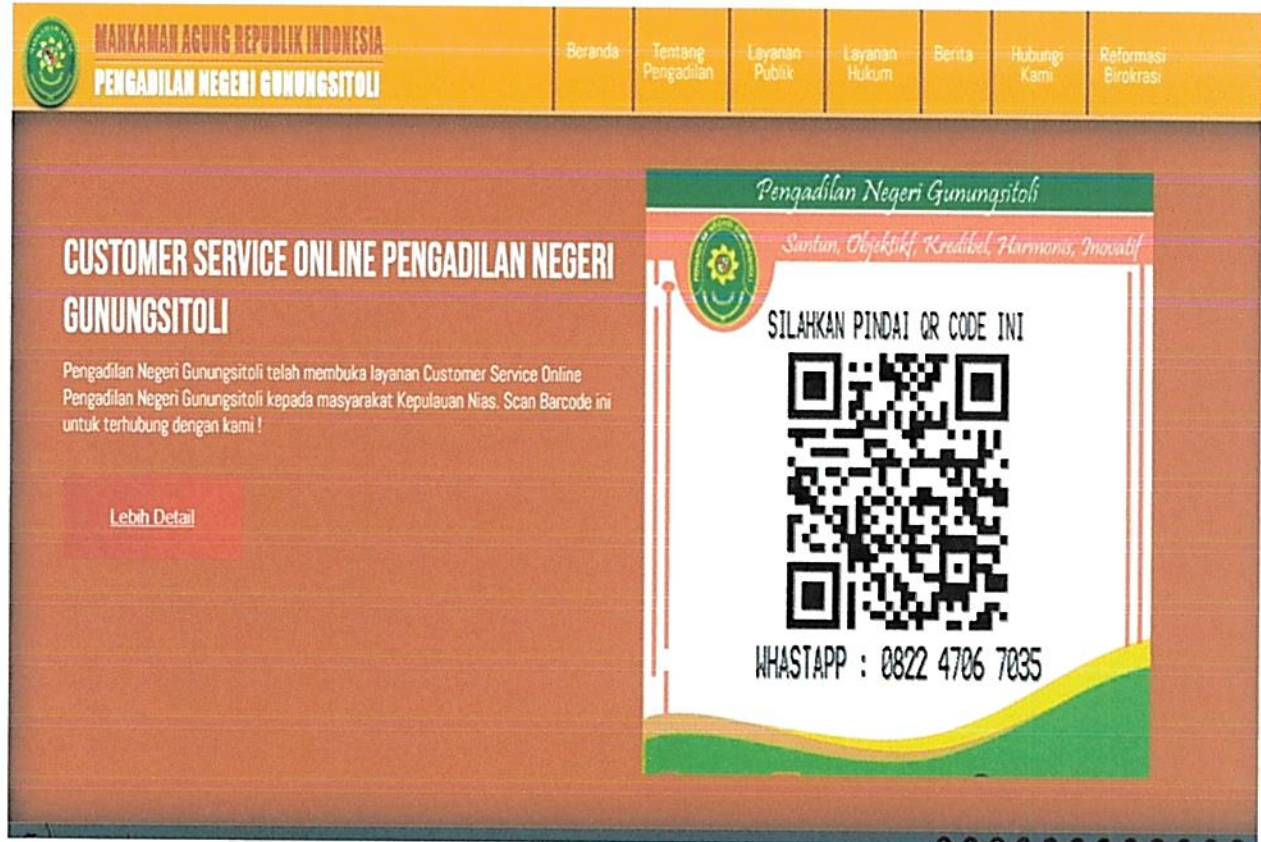 MAHKAMAH AGUNG REPUBLIK INDONESIA
PENGADILAN NEGERI GUNUNGSITOLI
Beranda
Tentang
Pengadilan
Layanan
Publik
Layanan
Hukum
Berita
Hubungi
Kami
Reformasi
Birokrasi
CUSTOMER SERVICE ONLINE PENGADILAN NEGERI
GUNUNGSITOLI
Pengadilan Negeri Gunungsitoli telah membuka layanan Customer Service Online
Pengadilan Negeri Gunungsitoli kepada masyarakat Kepulauan Nias. Scan Barcode ini
untuk terhubung dengan kami !
Lebih Detail
Pengadilan Negeri Gunungsitoli
Santun, Objektikf, Kredibel, Harmonis, Inovatif
SILAHKAN PINDAI QR CODE INI
WHASTAPP : 0822 4706 7035